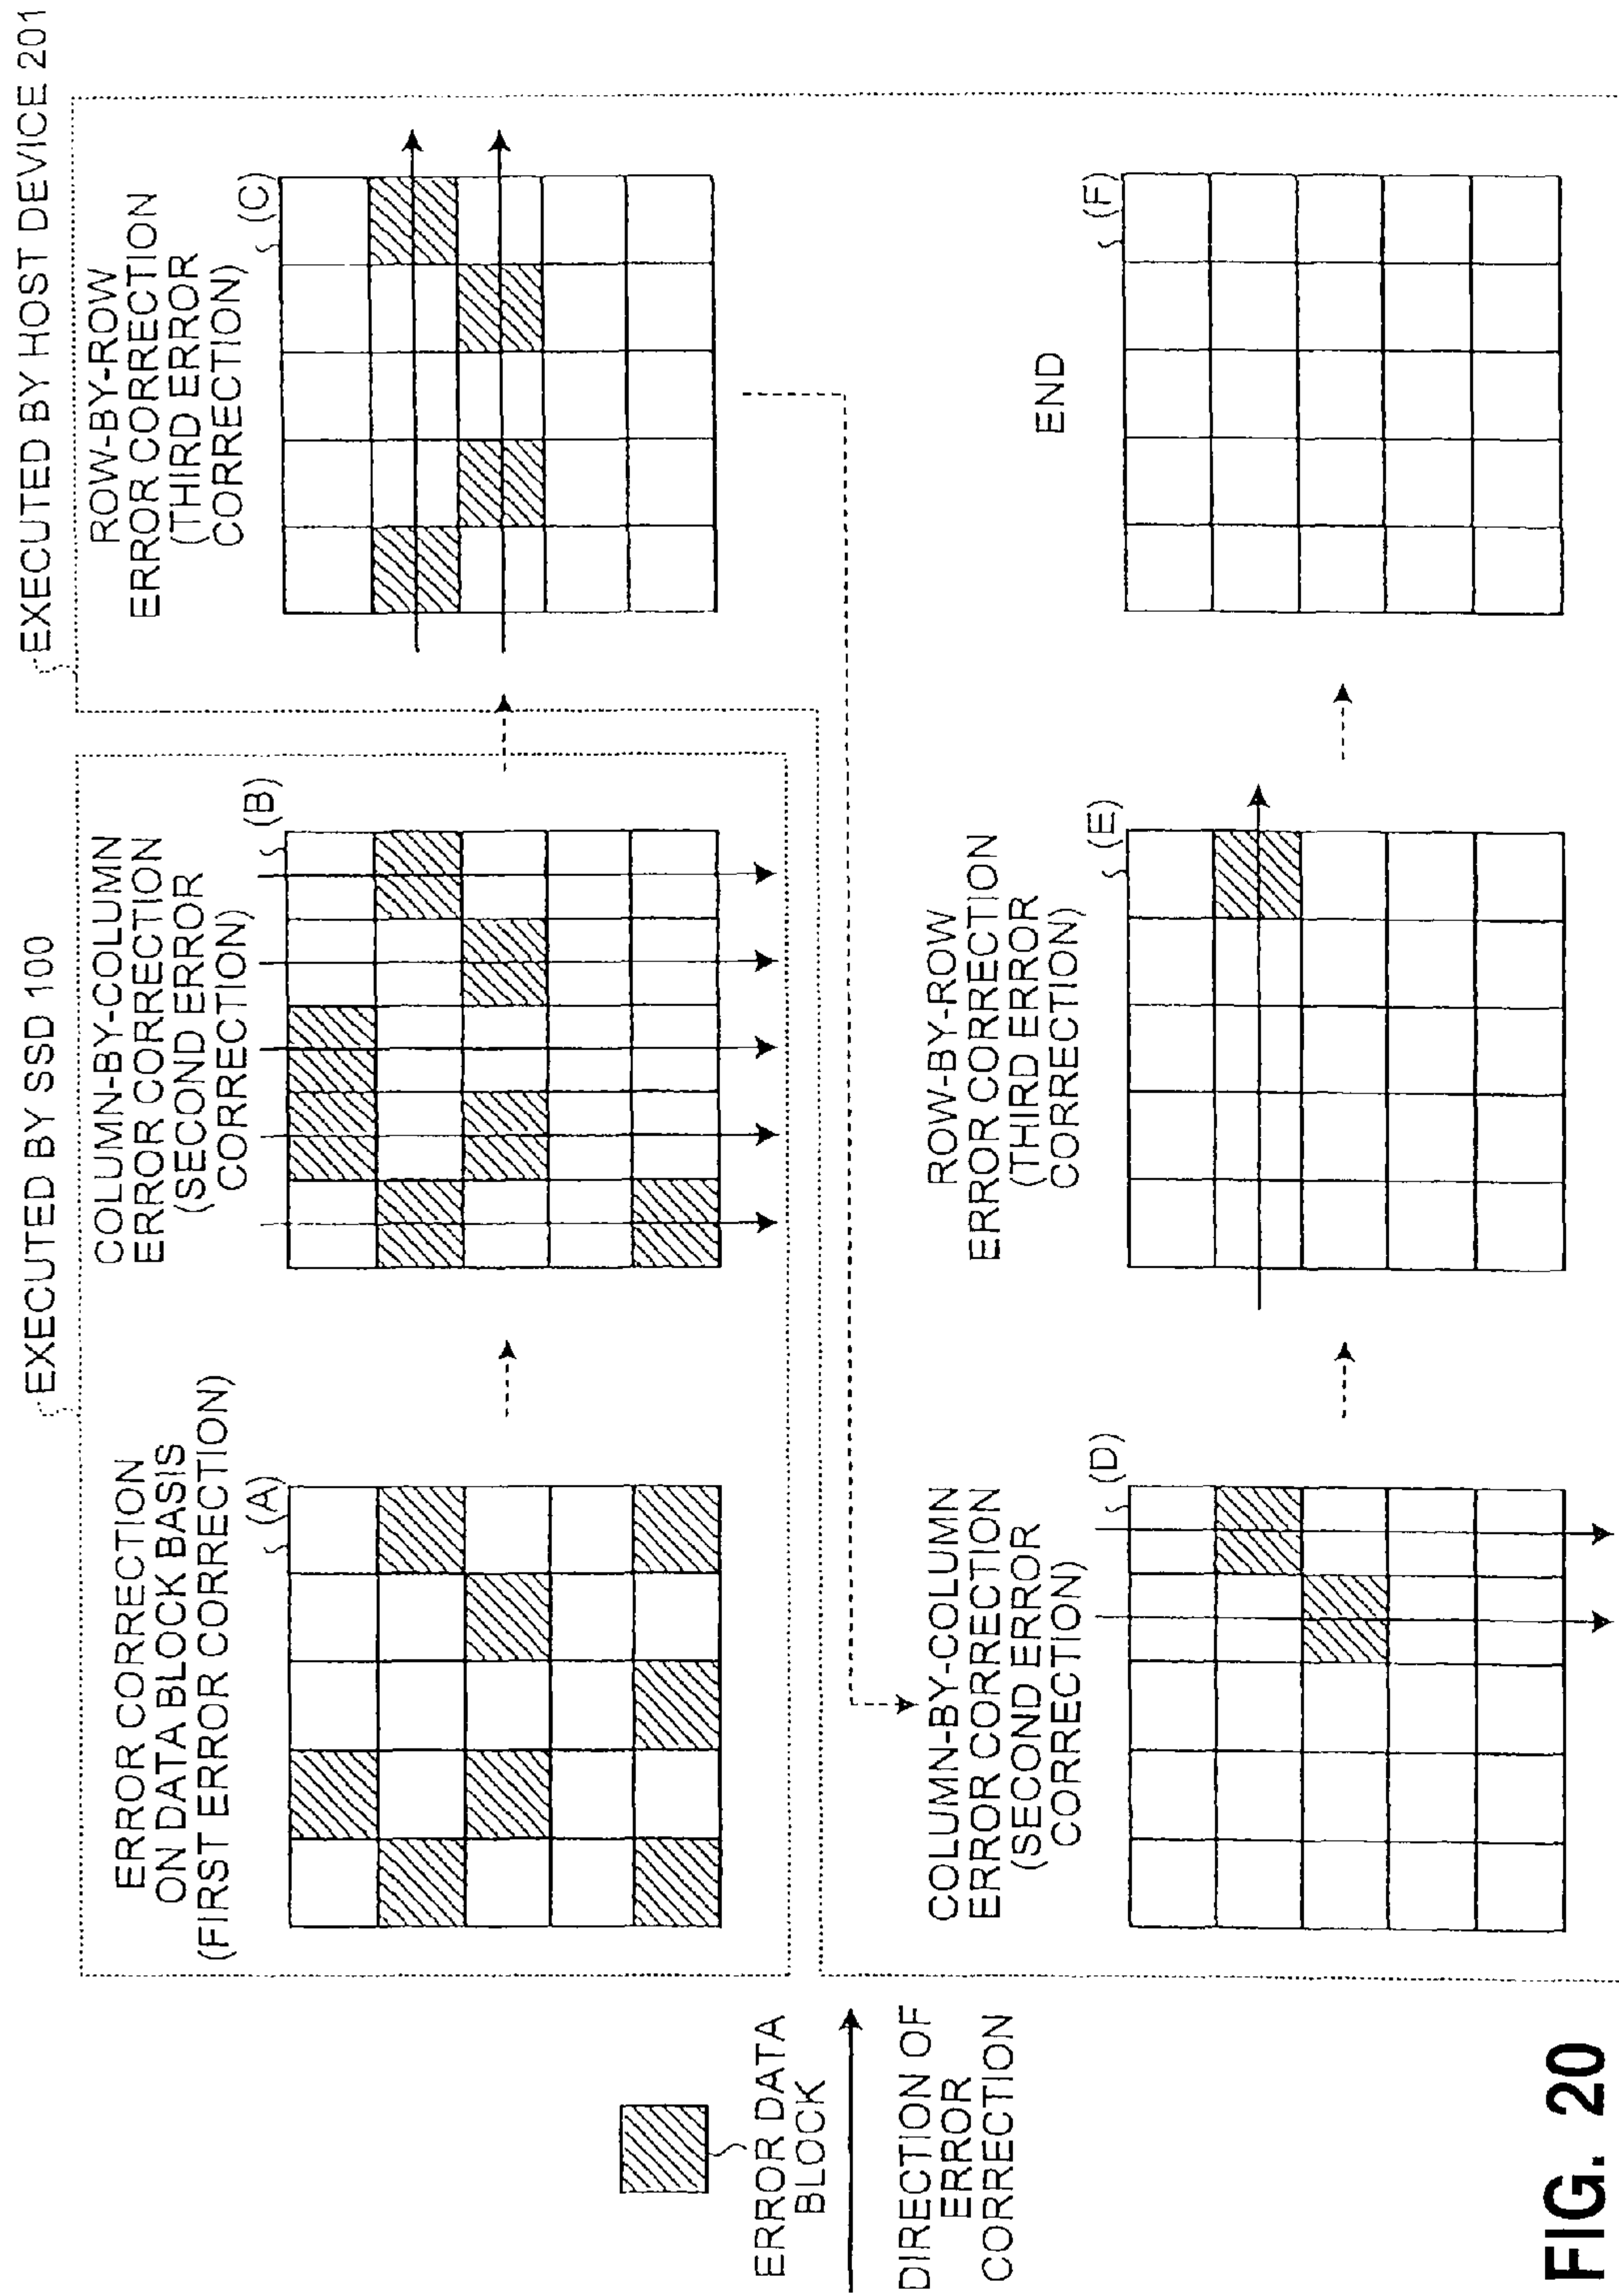 EXECUTED BY SSD 100
EXECUTED BY HOST DEVICE 201
ERROR CORRECTION
ON DATA BLOCK BASIS
(FIRST ERROR CORRECTION)
(A)
COLUMN-BY-COLUMN
ERROR CORRECTION
(SECOND ERROR
CORRECTION)
(B)
ROW-BY-ROW
ERROR CORRECTION
(THIRD ERROR
CORRECTION)
(C)
ERROR DATA
BLOCK
DIRECTION OF
ERROR
CORRECTION
COLUMN-BY-COLUMN
ERROR CORRECTION
(SECOND ERROR
CORRECTION)
(D)
ROW-BY-ROW
ERROR CORRECTION
(THIRD ERROR
CORRECTION)
(E)
END
(F)
FIG. 20